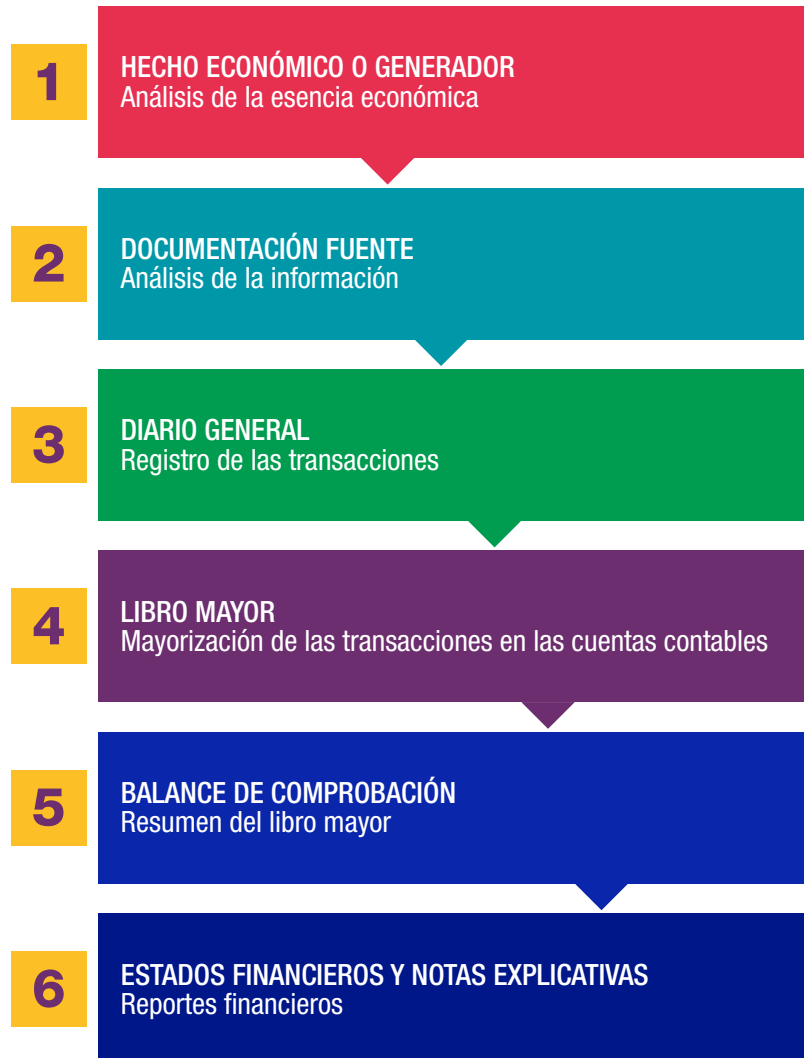 1
HECHO ECONÓMICO O GENERADOR
Análisis de la esencia económica
2
DOCUMENTACIÓN FUENTE
Análisis de la información
3
DIARIO GENERAL
Registro de las transacciones
4
LIBRO MAYOR
Mayorización de las transacciones en las cuentas contables
5
BALANCE DE COMPROBACIÓN
Resumen del libro mayor
6
ESTADOS FINANCIEROS Y NOTAS EXPLICATIVAS
Reportes financieros